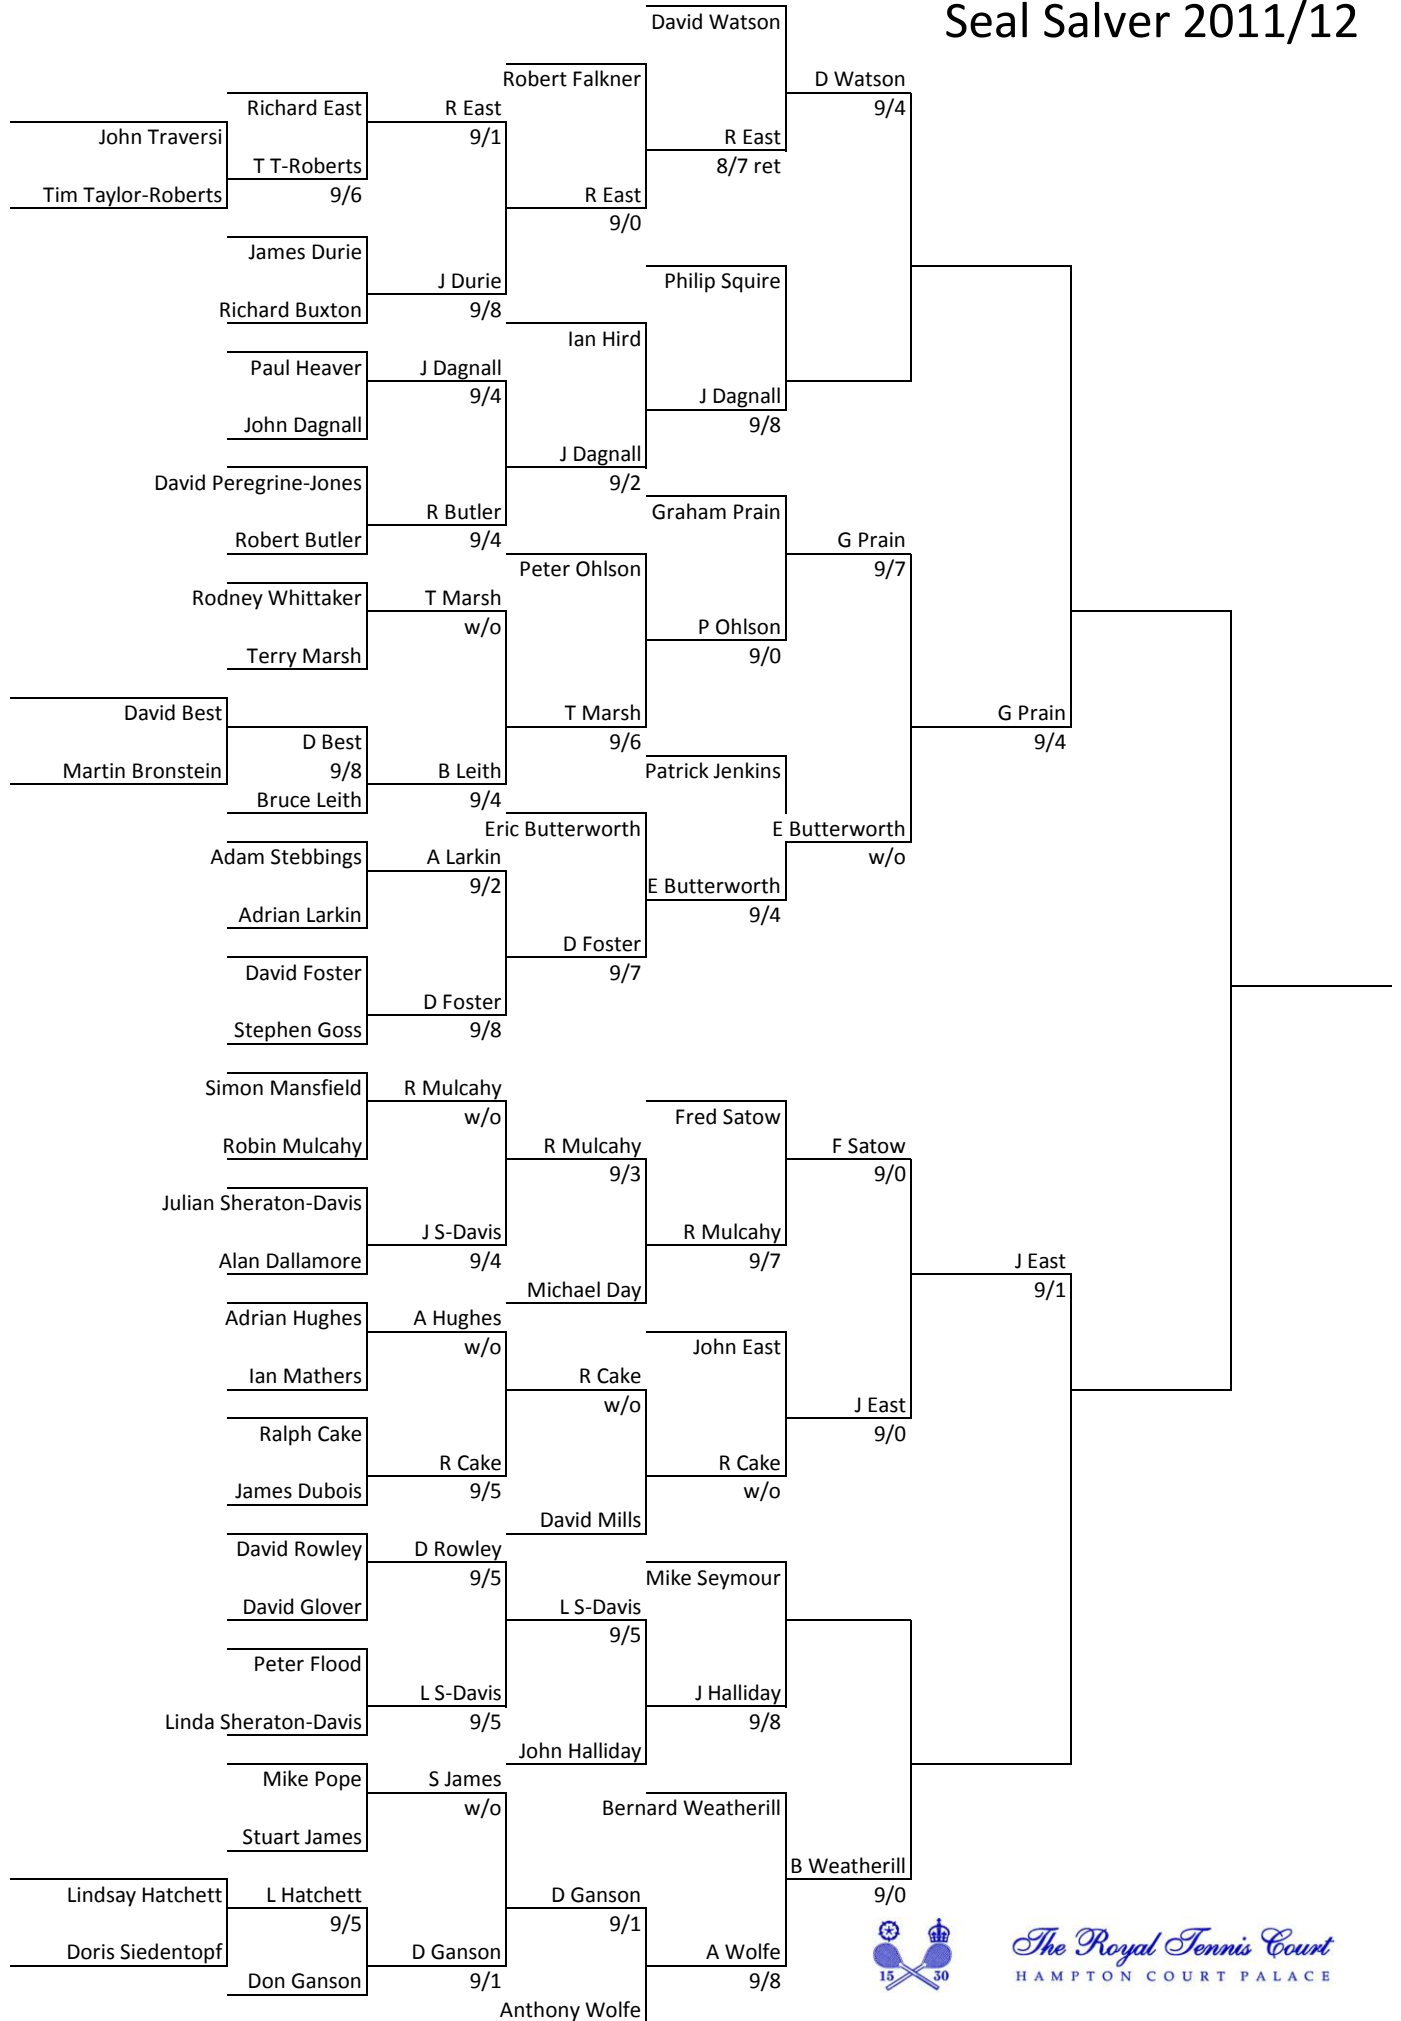 Seal Salver 2011/12
David Watson
Robert Falkner
D Watson
Richard East
R East
9/4
John Traversi
9/1
R East
T T-Roberts
8/7 ret
Tim Taylor-Roberts
9/6
R East
9/0
James Durie
J Durie
Philip Squire
Richard Buxton
9/8
Ian Hird
Paul Heaver
J Dagnall
9/4
J Dagnall
John Dagnall
9/8
J Dagnall
David Peregrine-Jones
9/2
R Butler
Graham Prain
Robert Butler
9/4
G Prain
Peter Ohlson
9/7
Rodney Whittaker
T Marsh
w/o
P Ohlson
Terry Marsh
9/0
David Best
T Marsh
G Prain
D Best
9/6
9/4
Martin Bronstein
9/8
B Leith
Patrick Jenkins
Bruce Leith
9/4
Eric Butterworth
E Butterworth
Adam Stebbings
A Larkin
w/o
9/2
E Butterworth
Adrian Larkin
9/4
D Foster
David Foster
9/7
D Foster
Stephen Goss
9/8
Simon Mansfield
R Mulcahy
w/o
Fred Satow
Robin Mulcahy
R Mulcahy
F Satow
9/3
9/0
Julian Sheraton-Davis
J S-Davis
R Mulcahy
Alan Dallamore
9/4
9/7
J East
Michael Day
9/1
Adrian Hughes
A Hughes
w/o
John East
Ian Mathers
R Cake
w/o
J East
Ralph Cake
9/0
R Cake
R Cake
James Dubois
9/5
w/o
David Mills
David Rowley
D Rowley
9/5
Mike Seymour
David Glover
L S-Davis
9/5
Peter Flood
L S-Davis
J Halliday
Linda Sheraton-Davis
9/5
9/8
John Halliday
Mike Pope
S James
w/o
Bernard Weatherill
Stuart James
B Weatherill
Lindsay Hatchett
L Hatchett
D Ganson
9/0
9/5
9/1
Doris Siedentopf
D Ganson
A Wolfe
Don Ganson
9/1
9/8
Anthony Wolfe
15 30
The Royal Tennis Court
HAMPTON COURT PALACE